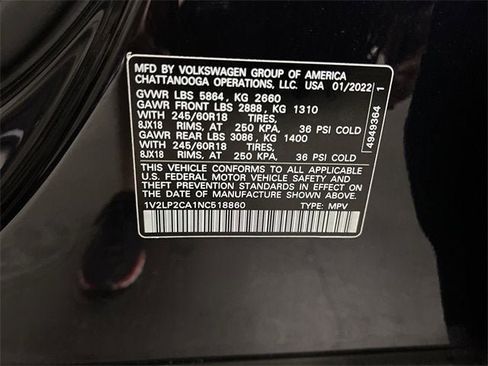 MFD BY VOLKSWAGEN GROUP OF AMERICA
CHATTANOOGA OPERATIONS, LLC. USA 01/2022
GVWR LBS 5864, KG 2660
GAWR FRONT LBS 2888, KG 1310
WITH 245/60R18 TIRES,
8JX18 RIMS, AT 250 KPA. 36 PSI COLD
GAWR REAR LBS 3086, KG 1400
WITH 245/60R18 TIRES,
8JX18 RIMS, AT 250 KPA. 36 PSI COLD
THIS VEHICLE CONFORMS TO ALL APPLICABLE
U.S. FEDERAL MOTOR VEHICLE SAFETY AND
THEFT PREVENTION STANDARDS IN EFFECT ON
THE DATE OF MANUFACTURE SHOWN ABOVE.
1V2LP2CA1NC518860 TYPE: MPV
4949364 1